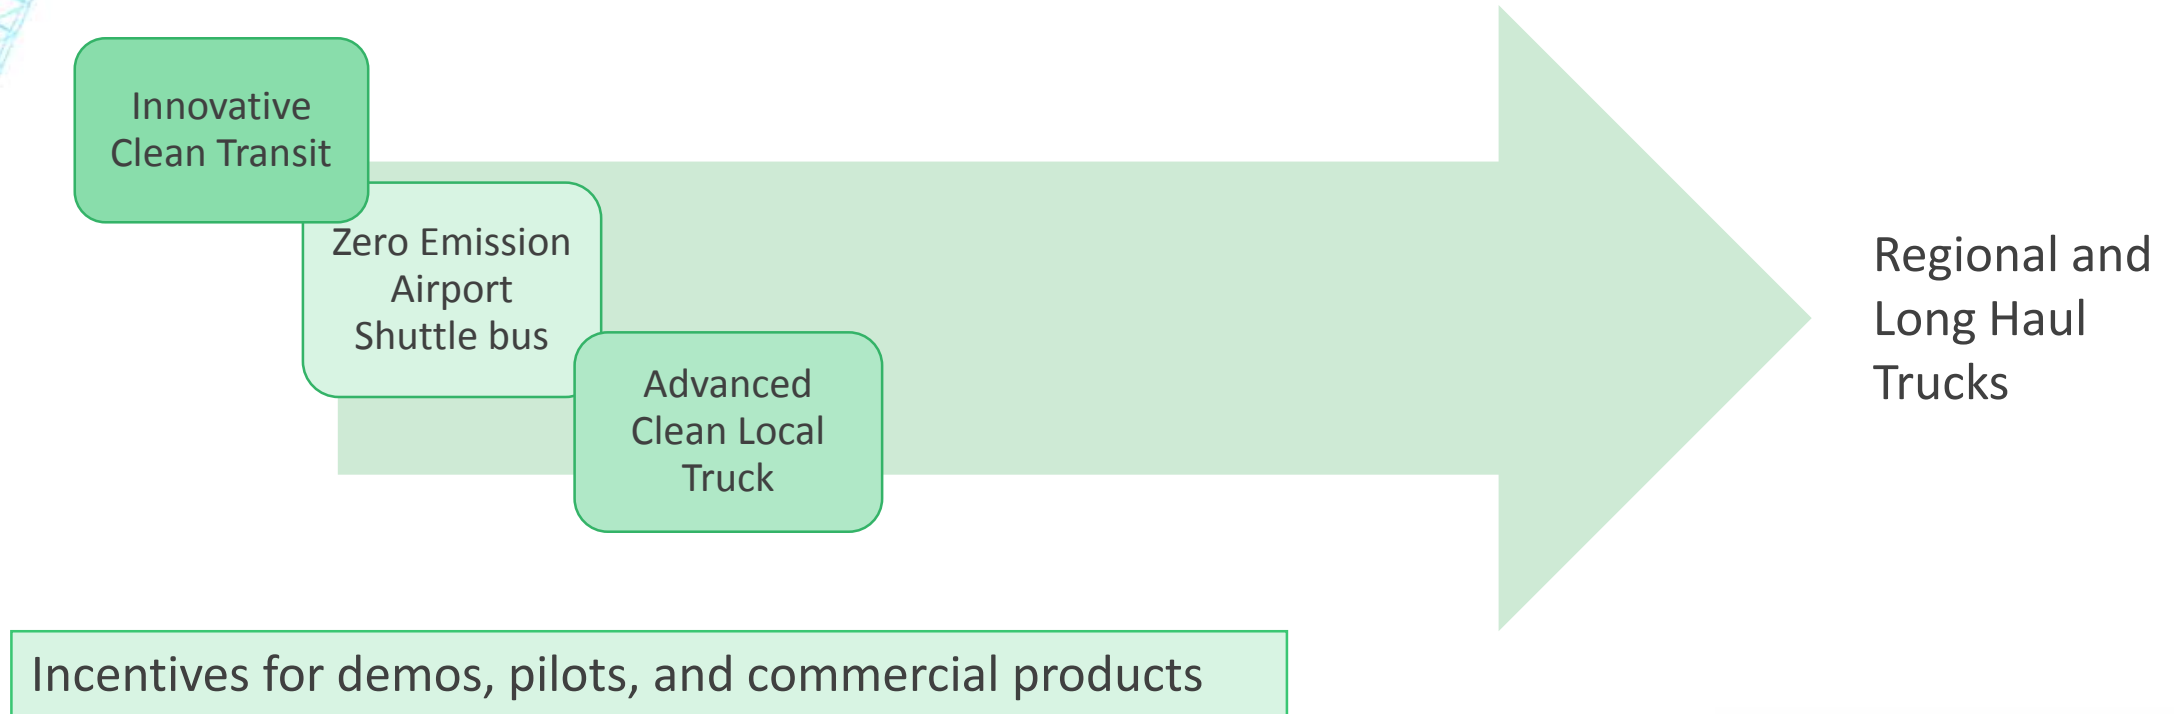 Innovative
Clean Transit
Zero Emission
Airport
Shuttle bus
Advanced
Clean Local
Truck
Regional and
Long Haul
Trucks
Incentives for demos, pilots, and commercial products